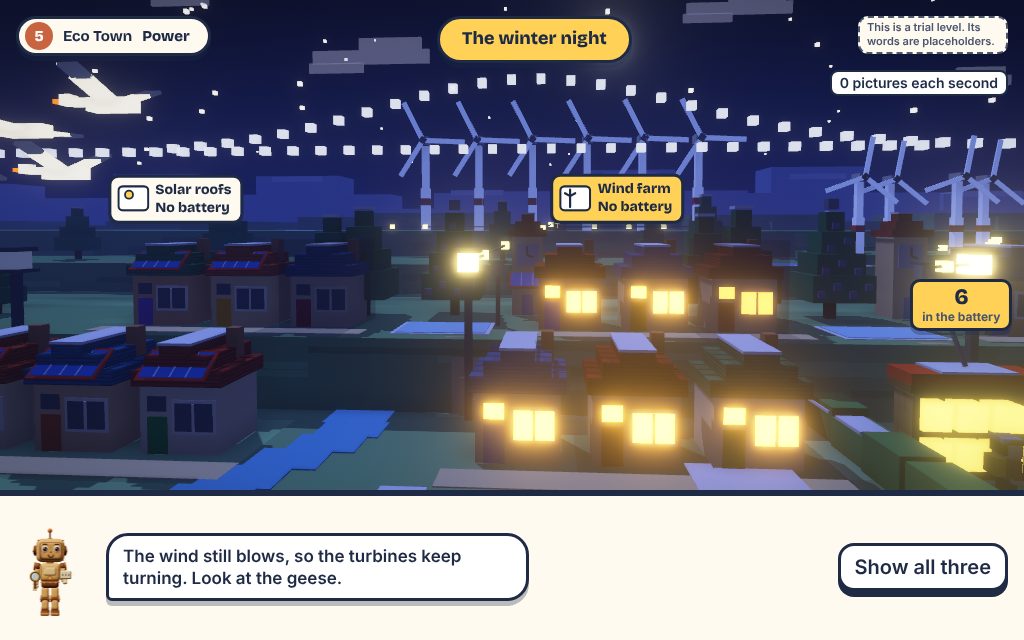 5 Eco Town Power
The winter night
This is a trial level. Its
words are placeholders.
0 pictures each second
Solar roofs
No battery
Wind farm
No battery
6
in the battery
The wind still blows, so the turbines keep
turning. Look at the geese.
Show all three